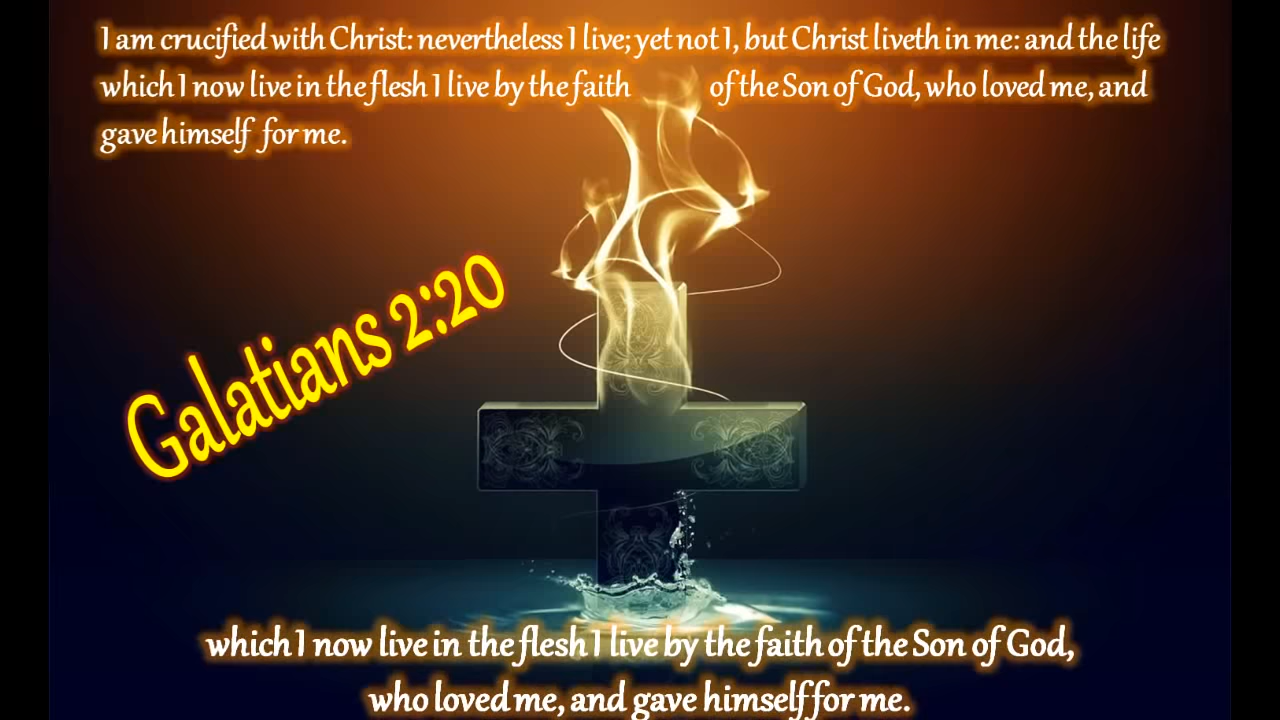 I am crucified with Christ: nevertheless I live; yet not I, but Christ liveth in me: and the life
which I now live in the flesh I live by the faith of the Son of God, who loved me, and
gave himself for me.
Galatians 2:20
which I now live in the flesh I live by the faith of the Son of God,
who loved me, and gave himself for me.